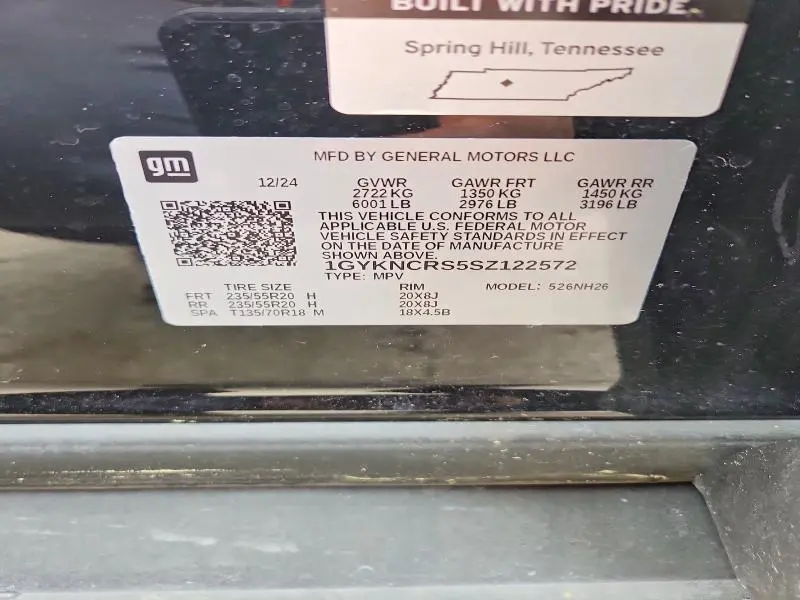 BUILT WITH PRIDE.
Spring Hill, Tennessee
gm
MFD BY GENERAL MOTORS LLC
12/24 GVWR GAWR FRT GAWR RR
2722 KG 1350 KG 1450 KG
6001 LB 2976 LB 3196 LB
THIS VEHICLE CONFORMS TO ALL
APPLICABLE U.S. FEDERAL MOTOR
VEHICLE SAFETY STANDARDS IN EFFECT
ON THE DATE OF MANUFACTURE
SHOWN ABOVE.
1GYKNCRS5SZ122572
TYPE: MPV MODEL: 526NH26
TIRE SIZE RIM
FRT 235/55R20 H 20X8J
RR 235/55R20 H 20X8J
SPA T135/70R18 M 18X4.5B